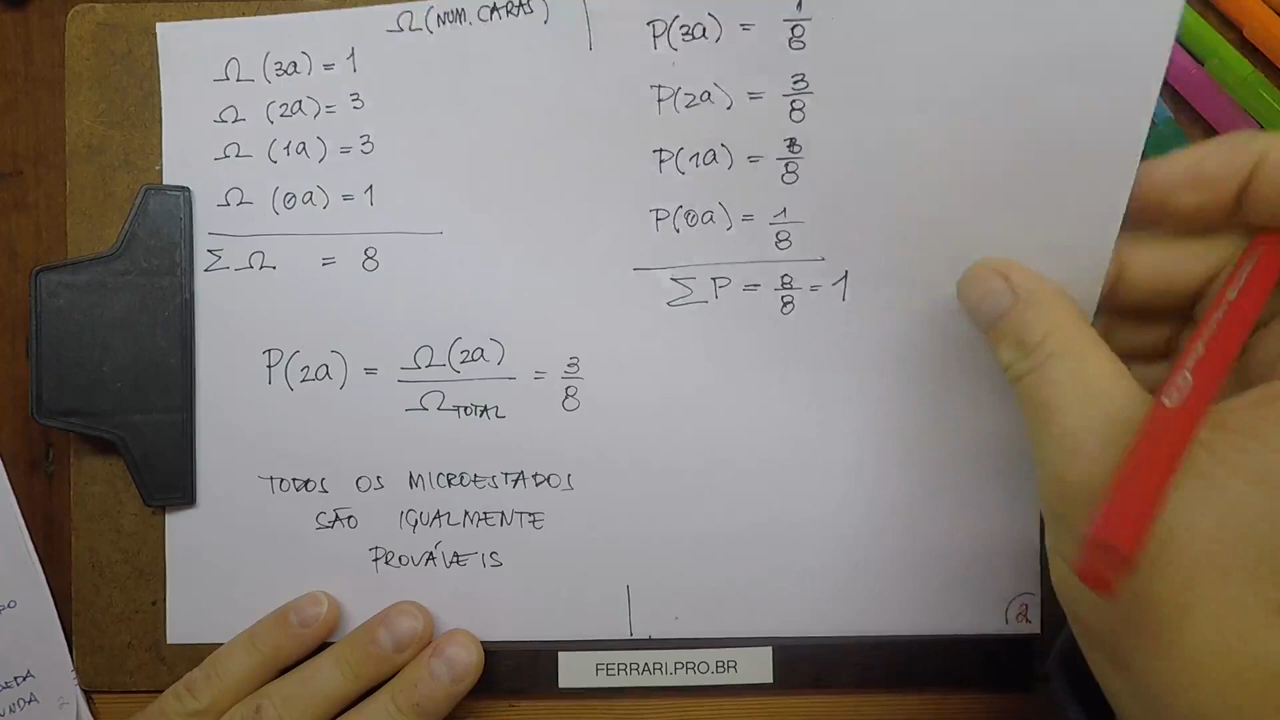 Ω (NUM. CARAS)
Ω (3a) = 1
Ω (2a) = 3
Ω (1a) = 3
Ω (0a) = 1
ΣΩ = 8
P(2a) = Ω(2a) / Ω TOTAL = 3/8
TODOS OS MICROESTADOS
SÃO IGUALMENTE
PROVÁVEIS
P(3a) = 1/8
P(2a) = 3/8
P(1a) = 3/8
P(0a) = 1/8
ΣP = 8/8 = 1
2
FERRARI.PRO.BR